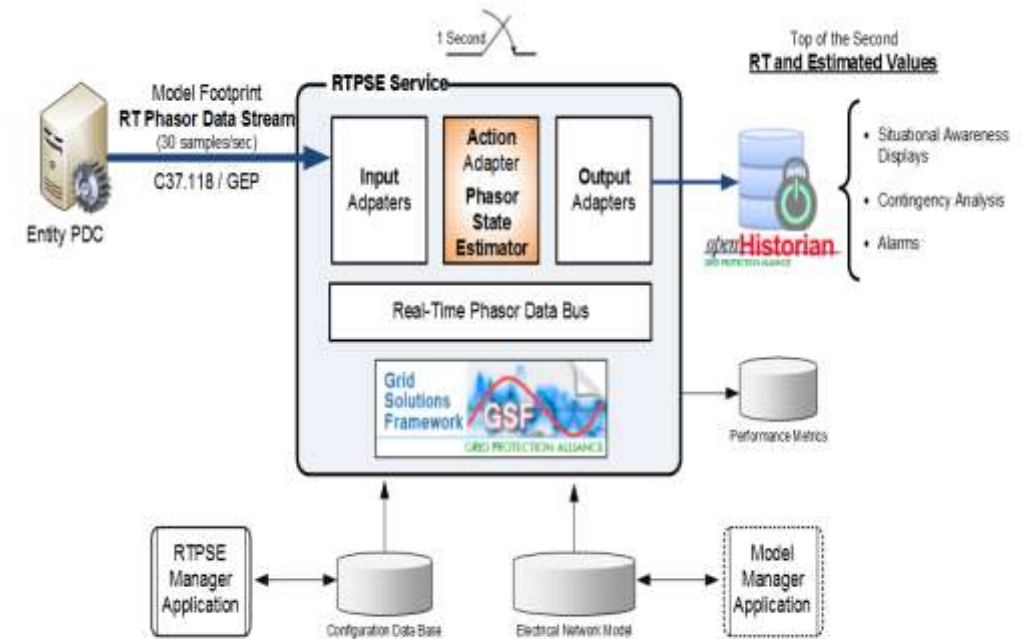 1 Second
Top of the Second
RT and Estimated Values
RTPSE Service
Model Footprint
RT Phasor Data Stream
(30 samples/sec)
C37.118 / GEP
Entity PDC
Input
Adpaters
Action
Adapter
Phasor
State
Estimator
Output
Adapters
openHistorian
GRID PROTECTION ALLIANCE
• Situational Awareness
Displays
• Contingency Analysis
• Alarms
Real-Time Phasor Data Bus
Grid
Solutions
Framework
GSF
GRID PROTECTION ALLIANCE
Performance Metrics
RTPSE
Manager
Application
Configuration Data Base
Electrical Network Model
Model
Manager
Application